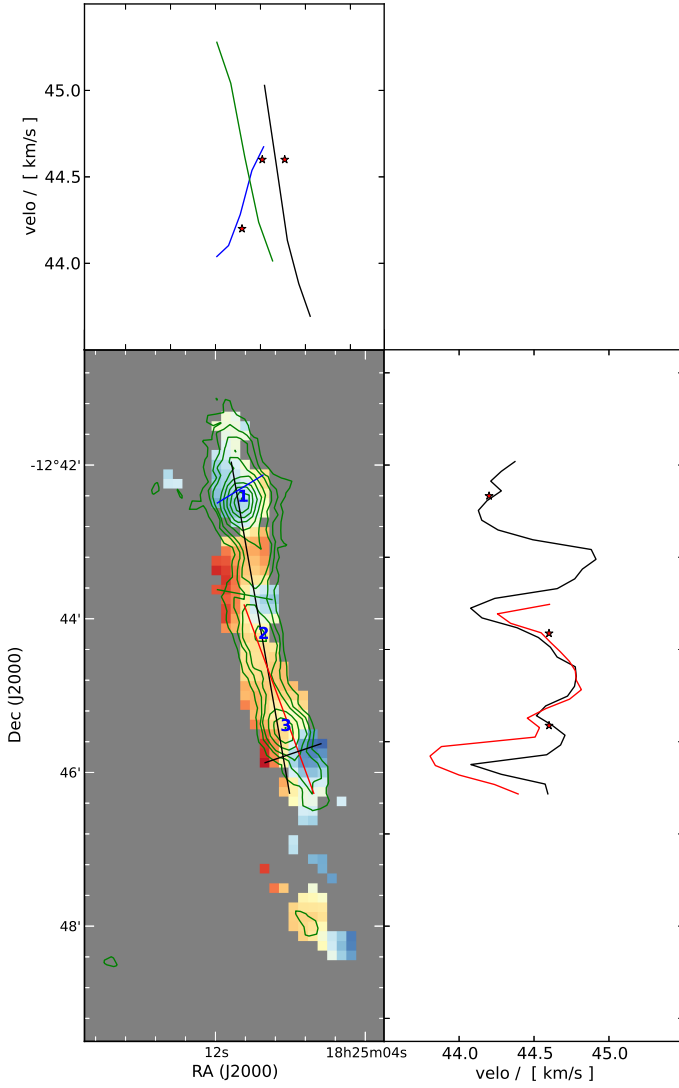 45.0
44.5
44.0
velo / [ km/s ]
-12°42'
44'
46'
48'
Dec (J2000)
1
2
3
12s
18h25m04s
RA (J2000)
44.0
44.5
45.0
velo / [ km/s ]